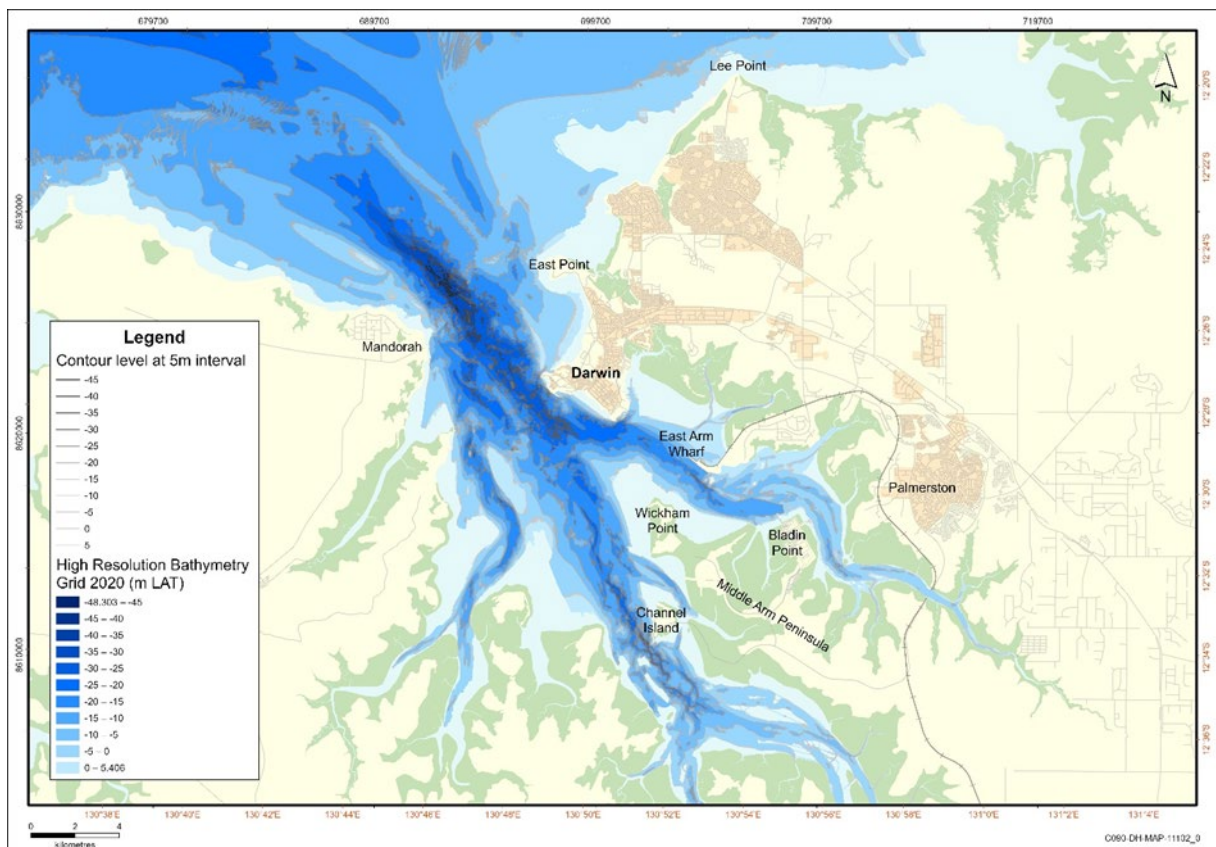 679700
689700
699700
709700
719700
Lee Point
N
12°20'S
12°22'S
12°24'S
12°26'S
12°28'S
12°30'S
12°32'S
12°34'S
12°36'S
8630000
8620000
8610000
East Point
Mandorah
Darwin
East Arm
Wharf
Palmerston
Wickham
Point
Bladin
Point
Middle Arm Peninsula
Channel
Island
Legend
Contour level at 5m interval
-45
-40
-35
-30
-25
-20
-15
-10
-5
0
5
High Resolution Bathymetry
Grid 2020 (m LAT)
-48.303 – -45
-45 – -40
-40 – -35
-35 – -30
-30 – -25
-25 – -20
-20 – -15
-15 – -10
-10 – -5
-5 – 0
0 – 5.406
130°38'E
130°40'E
130°42'E
130°44'E
130°46'E
130°48'E
130°50'E
130°52'E
130°54'E
130°56'E
130°58'E
131°0'E
131°2'E
131°4'E
0 2 4
kilometres
C090-DH-MAP-11102_0